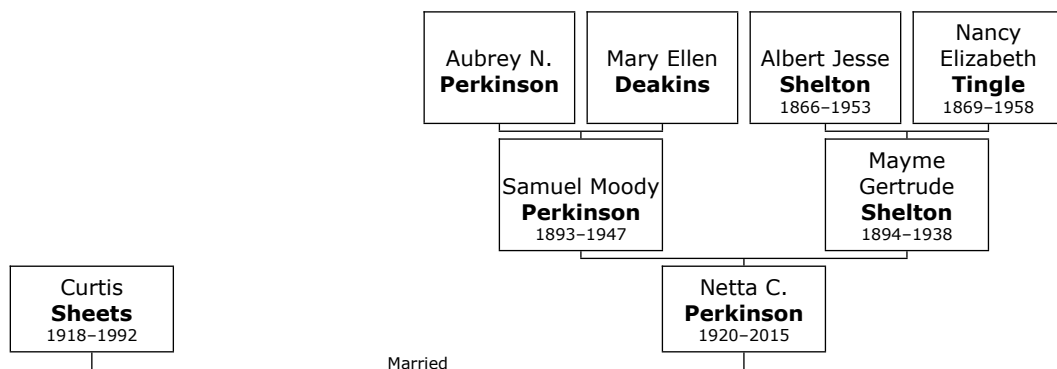 Aubrey N.
Perkinson
Mary Ellen
Deakins
Albert Jesse
Shelton
1866–1953
Nancy
Elizabeth
Tingle
1869–1958
Samuel Moody
Perkinson
1893–1947
Mayme
Gertrude
Shelton
1894–1938
Curtis
Sheets
1918–1992
Netta C.
Perkinson
1920–2015
Married